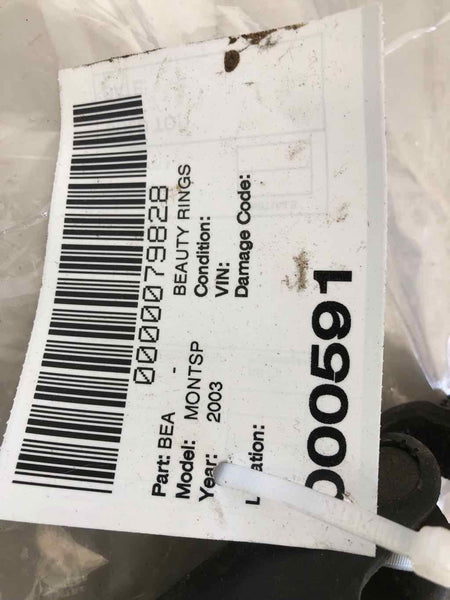 0000079828
Part: BEA - BEAUTY RINGS
Model: MONTSP Condition:
Year: 2003 VIN:
Damage Code:
000591